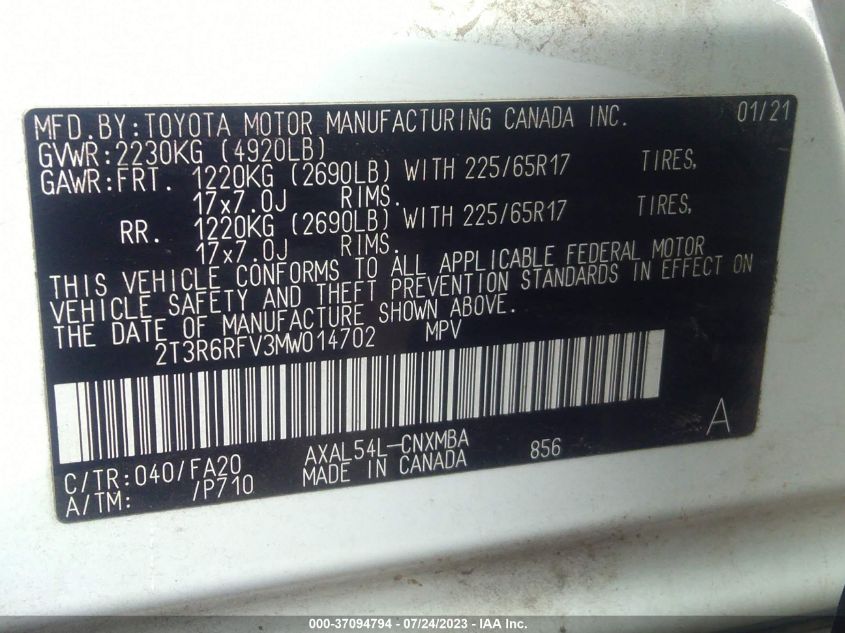 MFD.BY:TOYOTA MOTOR MANUFACTURING CANADA INC. 01/21
GVWR:2230KG (4920LB)
GAWR:FRT. 1220KG (2690LB) WITH 225/65R17 TIRES,
17x7.0J RIMS.
RR. 1220KG (2690LB) WITH 225/65R17 TIRES,
17x7.0J RIMS.
THIS VEHICLE CONFORMS TO ALL APPLICABLE FEDERAL MOTOR
VEHICLE SAFETY AND THEFT PREVENTION STANDARDS IN EFFECT ON
THE DATE OF MANUFACTURE SHOWN ABOVE.
2T3R6RFV3MW014702 MPV
A
C/TR:040/FA20 AXAL54L-CNXMBA 856
A/TM: /P710 MADE IN CANADA
000-37094794 - 07/24/2023 - IAA Inc.